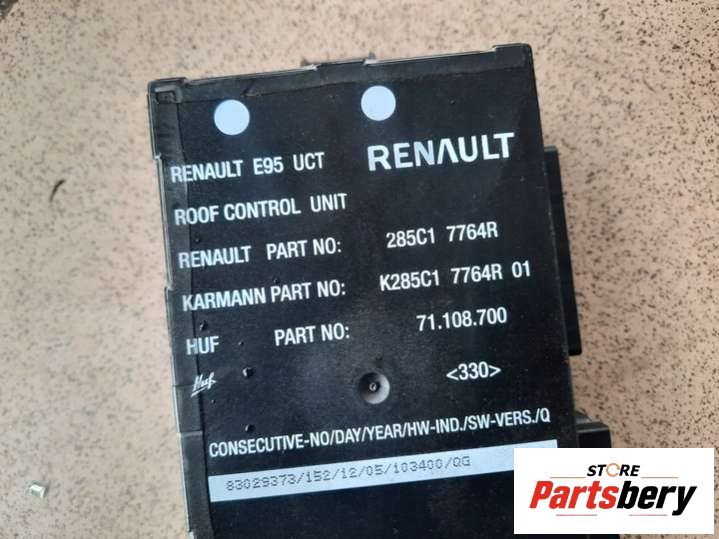 RENAULT E95 UCT RENAULT
ROOF CONTROL UNIT
RENAULT PART NO: 285C1 7764R
KARMANN PART NO: K285C1 7764R 01
HUF PART NO: 71.108.700
Huf <330>
CONSECUTIVE-NO/DAY/YEAR/HW-IND./SW-VERS./Q
83029373/152/12/05/103400/QG
STORE
Partsbery